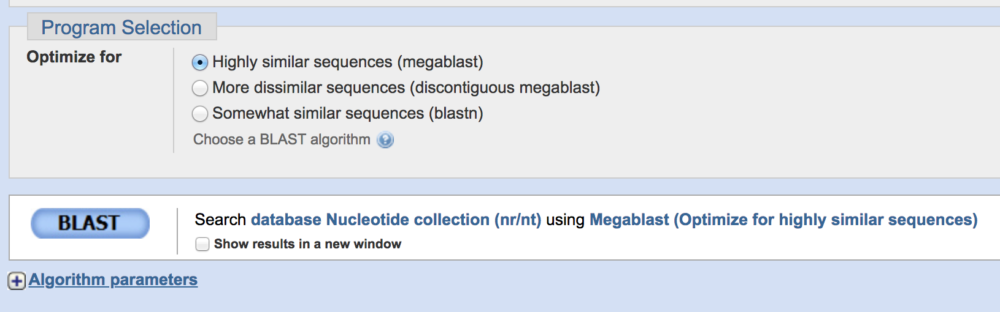 Program Selection
Optimize for
Highly similar sequences (megablast)
More dissimilar sequences (discontiguous megablast)
Somewhat similar sequences (blastn)
Choose a BLAST algorithm ?
BLAST
Search database Nucleotide collection (nr/nt) using Megablast (Optimize for highly similar sequences)
Show results in a new window
+ Algorithm parameters